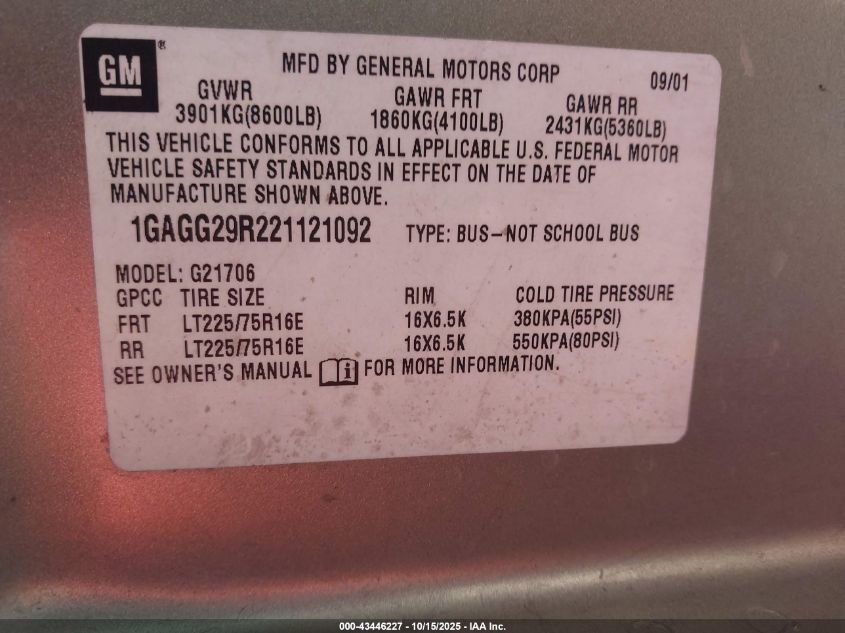 GM®
MFD BY GENERAL MOTORS CORP 09/01
GVWR GAWR FRT GAWR RR
3901KG(8600LB) 1860KG(4100LB) 2431KG(5360LB)
THIS VEHICLE CONFORMS TO ALL APPLICABLE U.S. FEDERAL MOTOR
VEHICLE SAFETY STANDARDS IN EFFECT ON THE DATE OF
MANUFACTURE SHOWN ABOVE.
1GAGG29R221121092 TYPE: BUS-NOT SCHOOL BUS
MODEL: G21706
GPCC TIRE SIZE RIM COLD TIRE PRESSURE
FRT LT225/75R16E 16X6.5K 380KPA(55PSI)
RR LT225/75R16E 16X6.5K 550KPA(80PSI)
SEE OWNER'S MANUAL i FOR MORE INFORMATION.
000-43446227 - 10/15/2025 - IAA Inc.